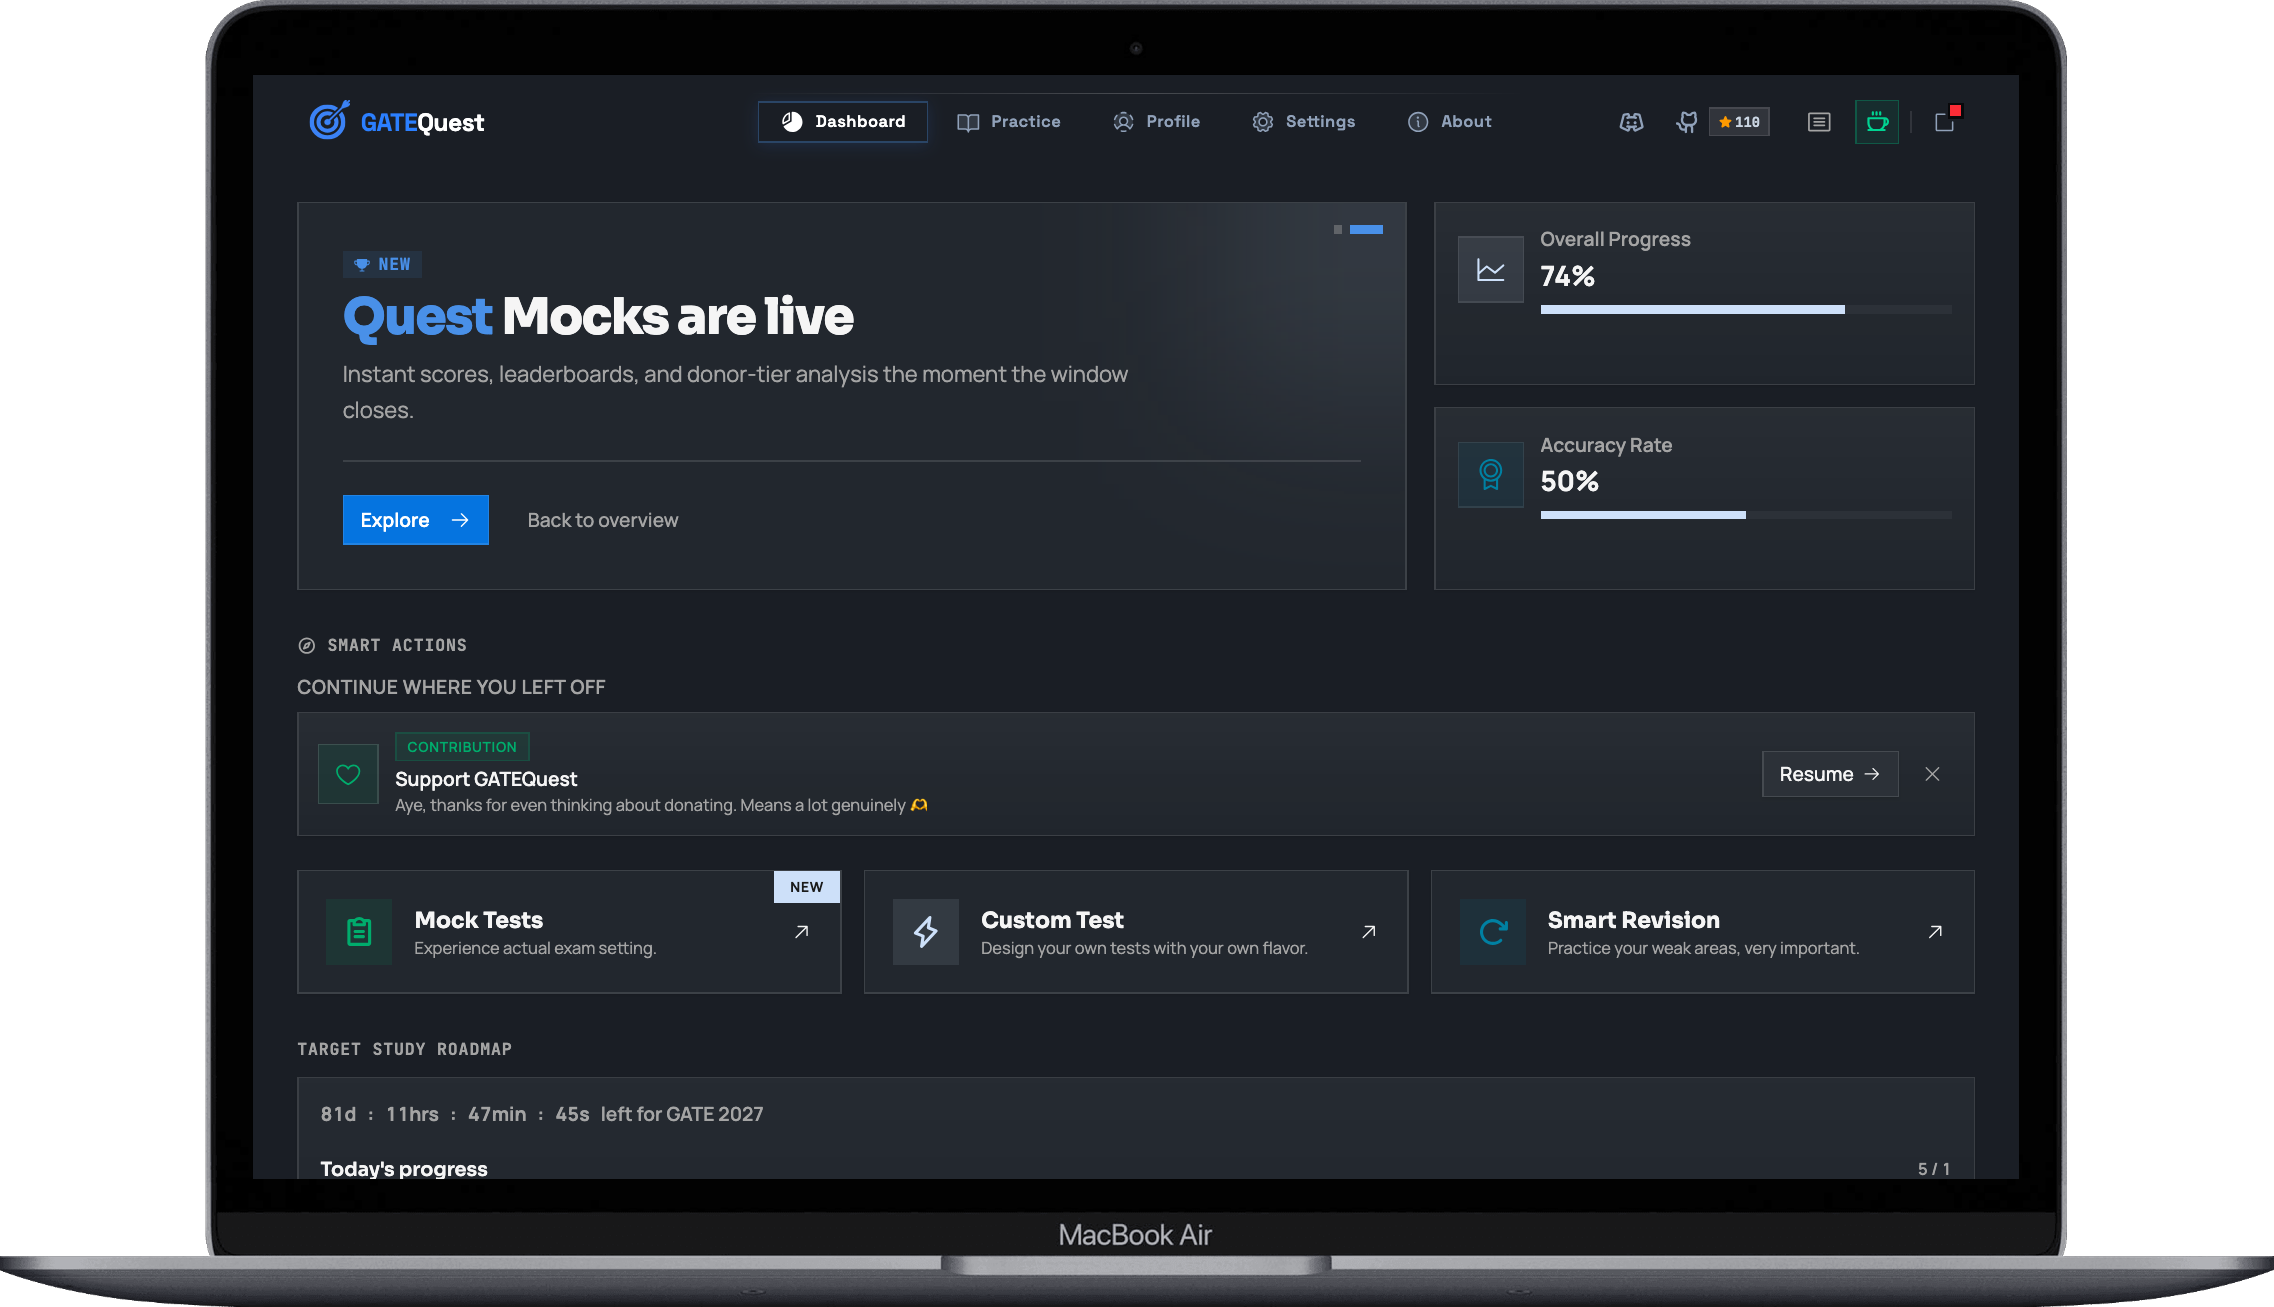 GATEQuest
Dashboard
Practice
Profile
Settings
About
110
NEW
Quest Mocks are live
Instant scores, leaderboards, and donor-tier analysis the moment the window
closes.
Explore
Back to overview
Overall Progress
74%
Accuracy Rate
50%
SMART ACTIONS
CONTINUE WHERE YOU LEFT OFF
CONTRIBUTION
Support GATEQuest
Aye, thanks for even thinking about donating. Means a lot genuinely 🫶
Resume
NEW
Mock Tests
Experience actual exam setting.
Custom Test
Design your own tests with your own flavor.
Smart Revision
Practice your weak areas, very important.
TARGET STUDY ROADMAP
81d : 11hrs : 47min : 45s left for GATE 2027
Today's progress
5 / 1
MacBook Air